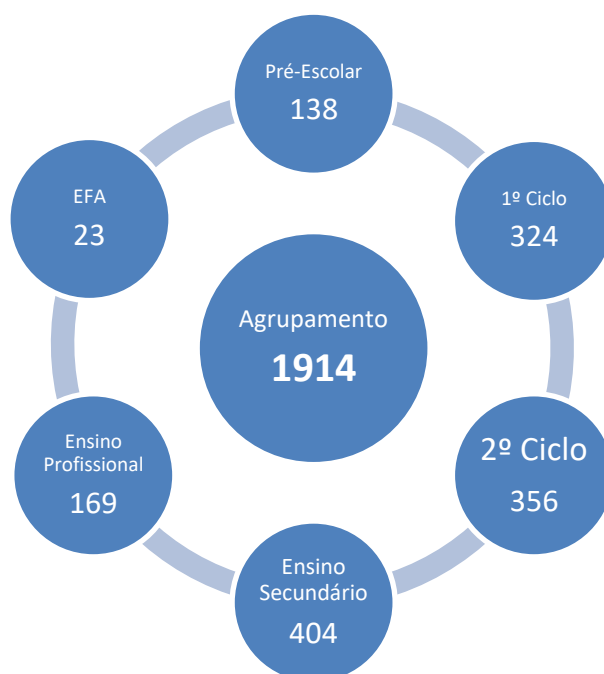 Pré-Escolar
138
1º Ciclo
324
2º Ciclo
356
Ensino
Secundário
404
Ensino
Profissional
169
EFA
23
Agrupamento
1914